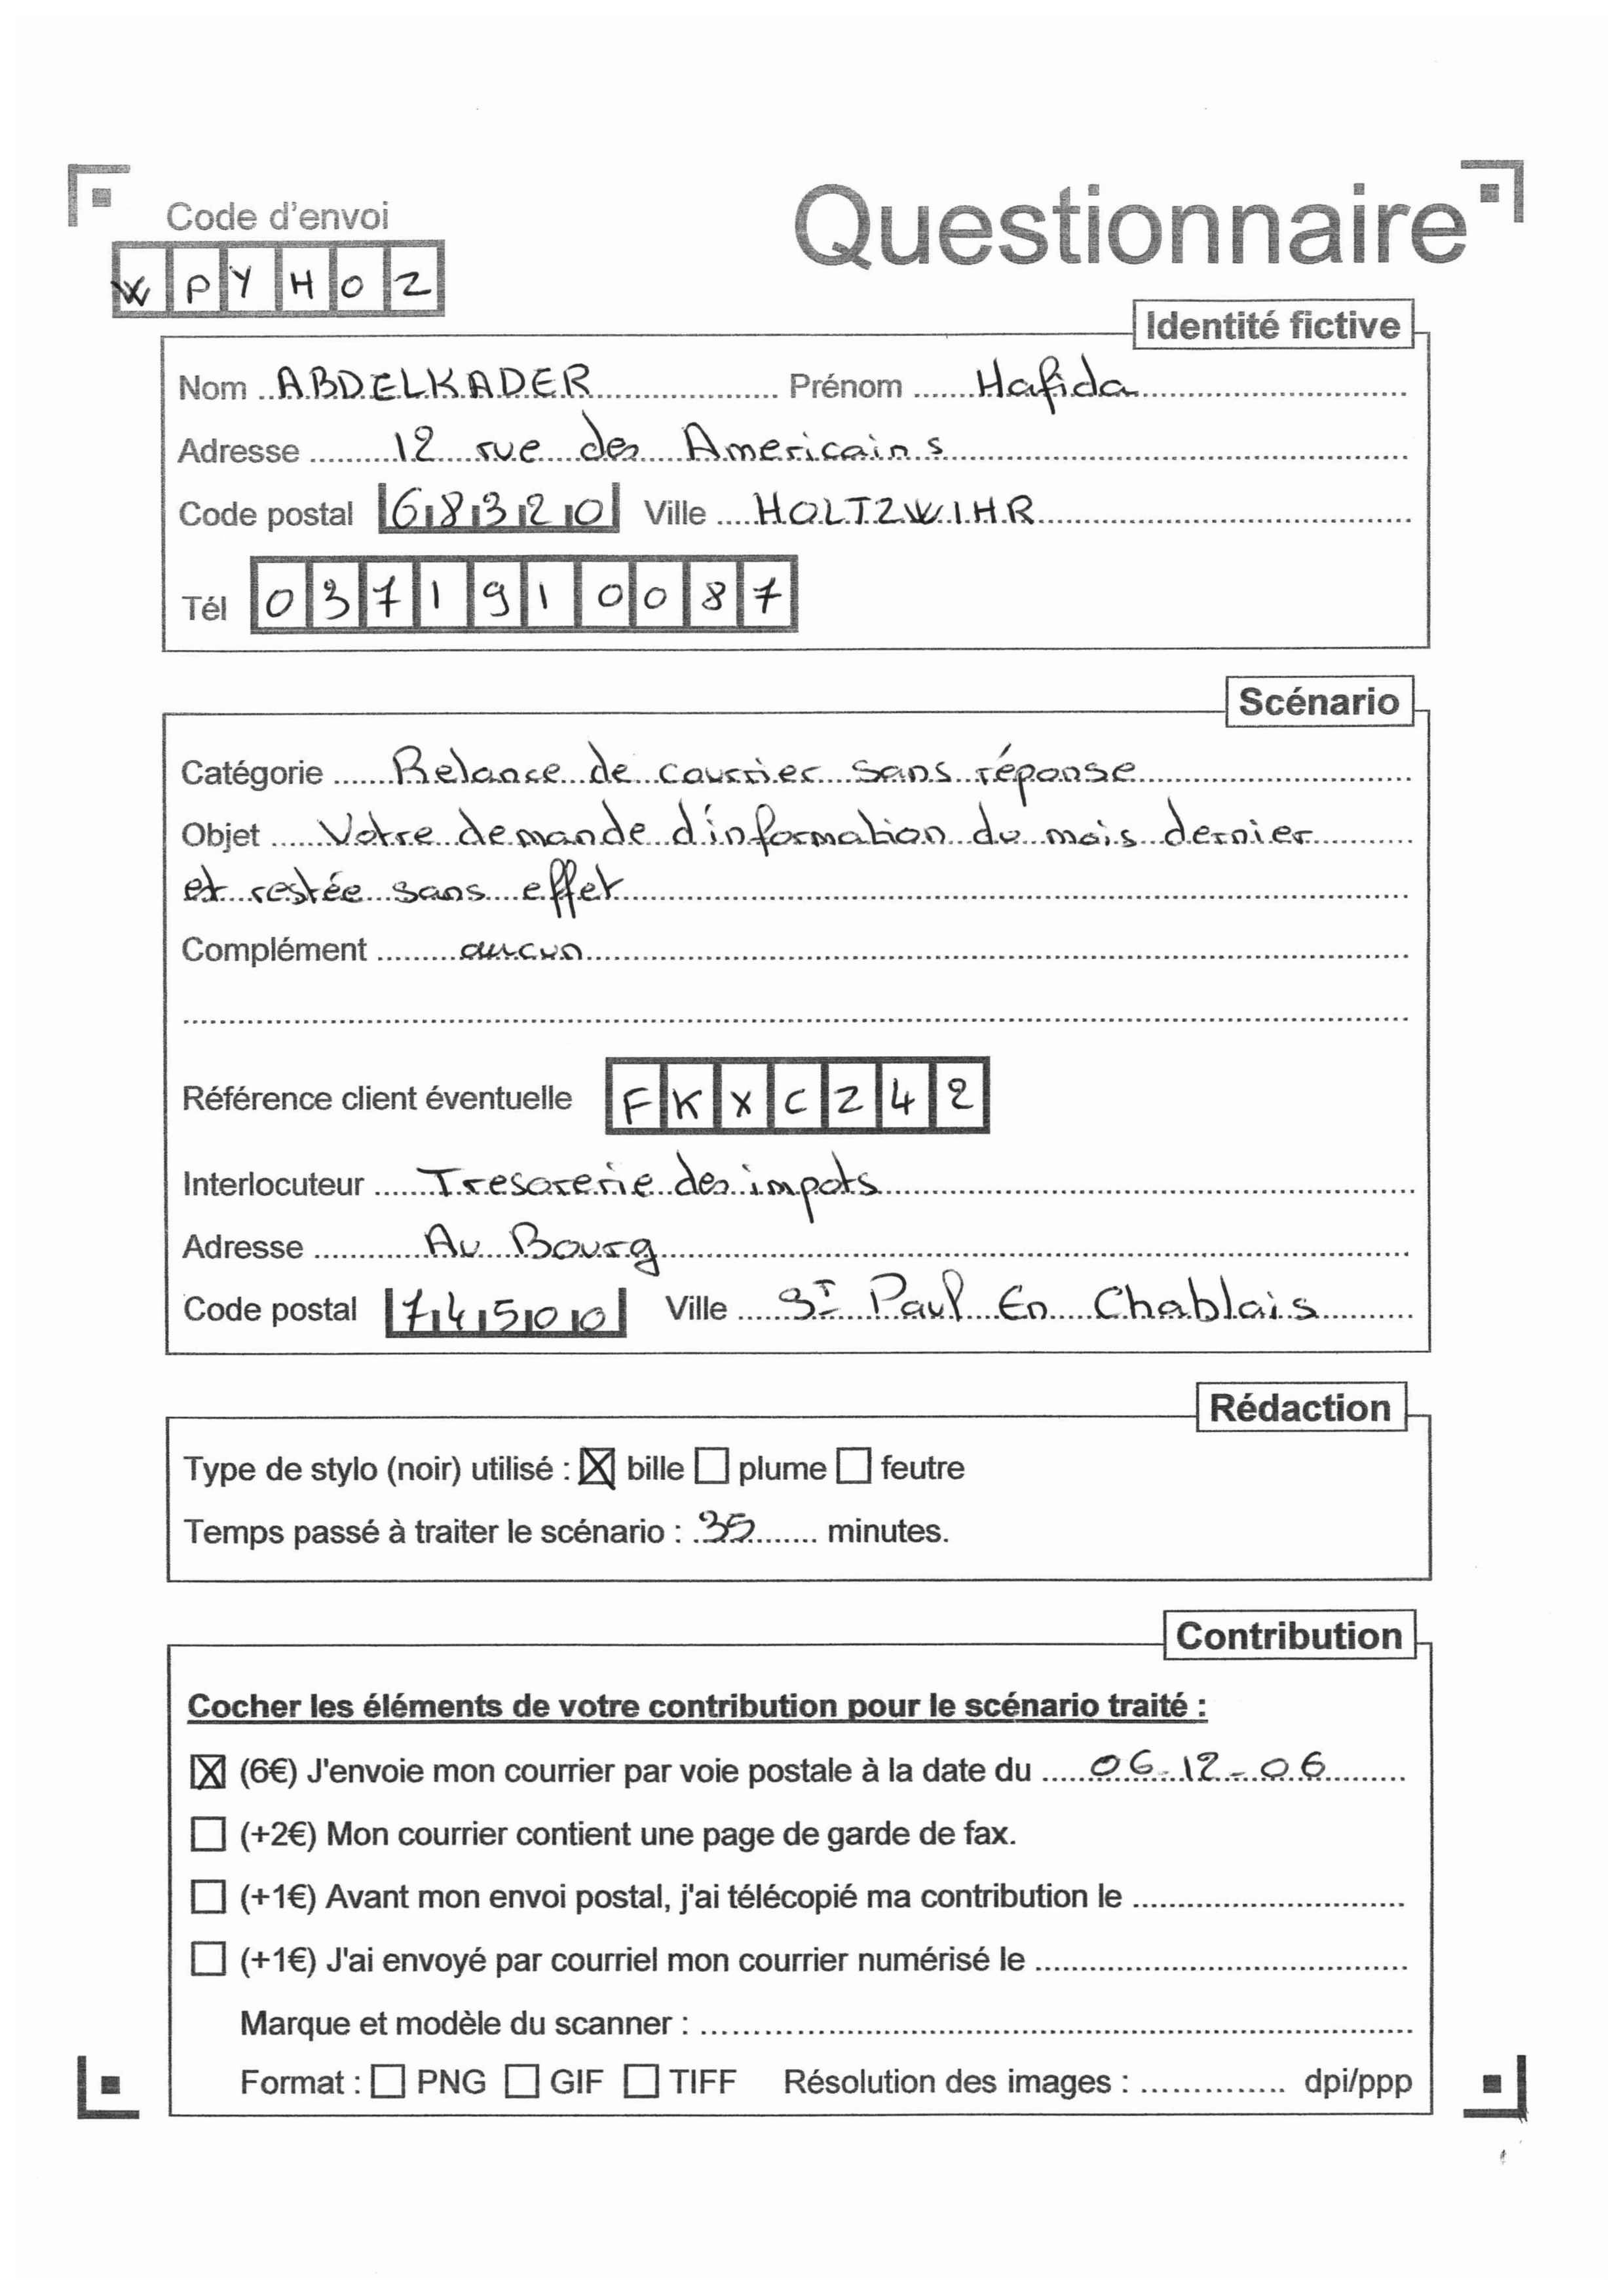 Code d'envoi
Questionnaire
W P Y H 0 2
Identité fictive
Nom ABDELKADER Prénom Hafida
Adresse 12 rue des Americains
Code postal 68320 Ville HOLTZWIHR
Tél 0371910087
Scénario
Catégorie Relance de courrier sans réponse
Objet Votre demande d'information du mois dernier
et restée sans effet
Complément aucun
Référence client éventuelle FKXCZ42
Interlocuteur Tresorerie des impots
Adresse Au Bourg
Code postal 74500 Ville ST Paul En Chablais
Rédaction
Type de stylo (noir) utilisé : ☒ bille ☐ plume ☐ feutre
Temps passé à traiter le scénario : 35 minutes.
Contribution
Cocher les éléments de votre contribution pour le scénario traité :
☒ (6€) J'envoie mon courrier par voie postale à la date du 06-12-06
☐ (+2€) Mon courrier contient une page de garde de fax.
☐ (+1€) Avant mon envoi postal, j'ai télécopié ma contribution le
☐ (+1€) J'ai envoyé par courriel mon courrier numérisé le
Marque et modèle du scanner :
Format : ☐ PNG ☐ GIF ☐ TIFF Résolution des images : dpi/ppp